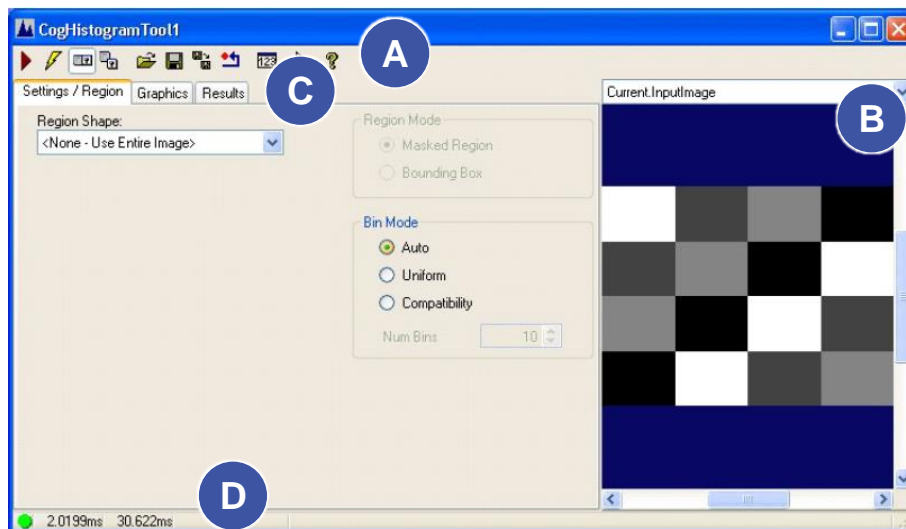 CogHistogramTool1
A
123
C
Settings / Region Graphics Results
Current.InputImage
B
Region Shape:
<None - Use Entire Image>
Region Mode
Masked Region
Bounding Box
Bin Mode
Auto
Uniform
Compatibility
Num Bins 10
D
2.0199ms 30.622ms